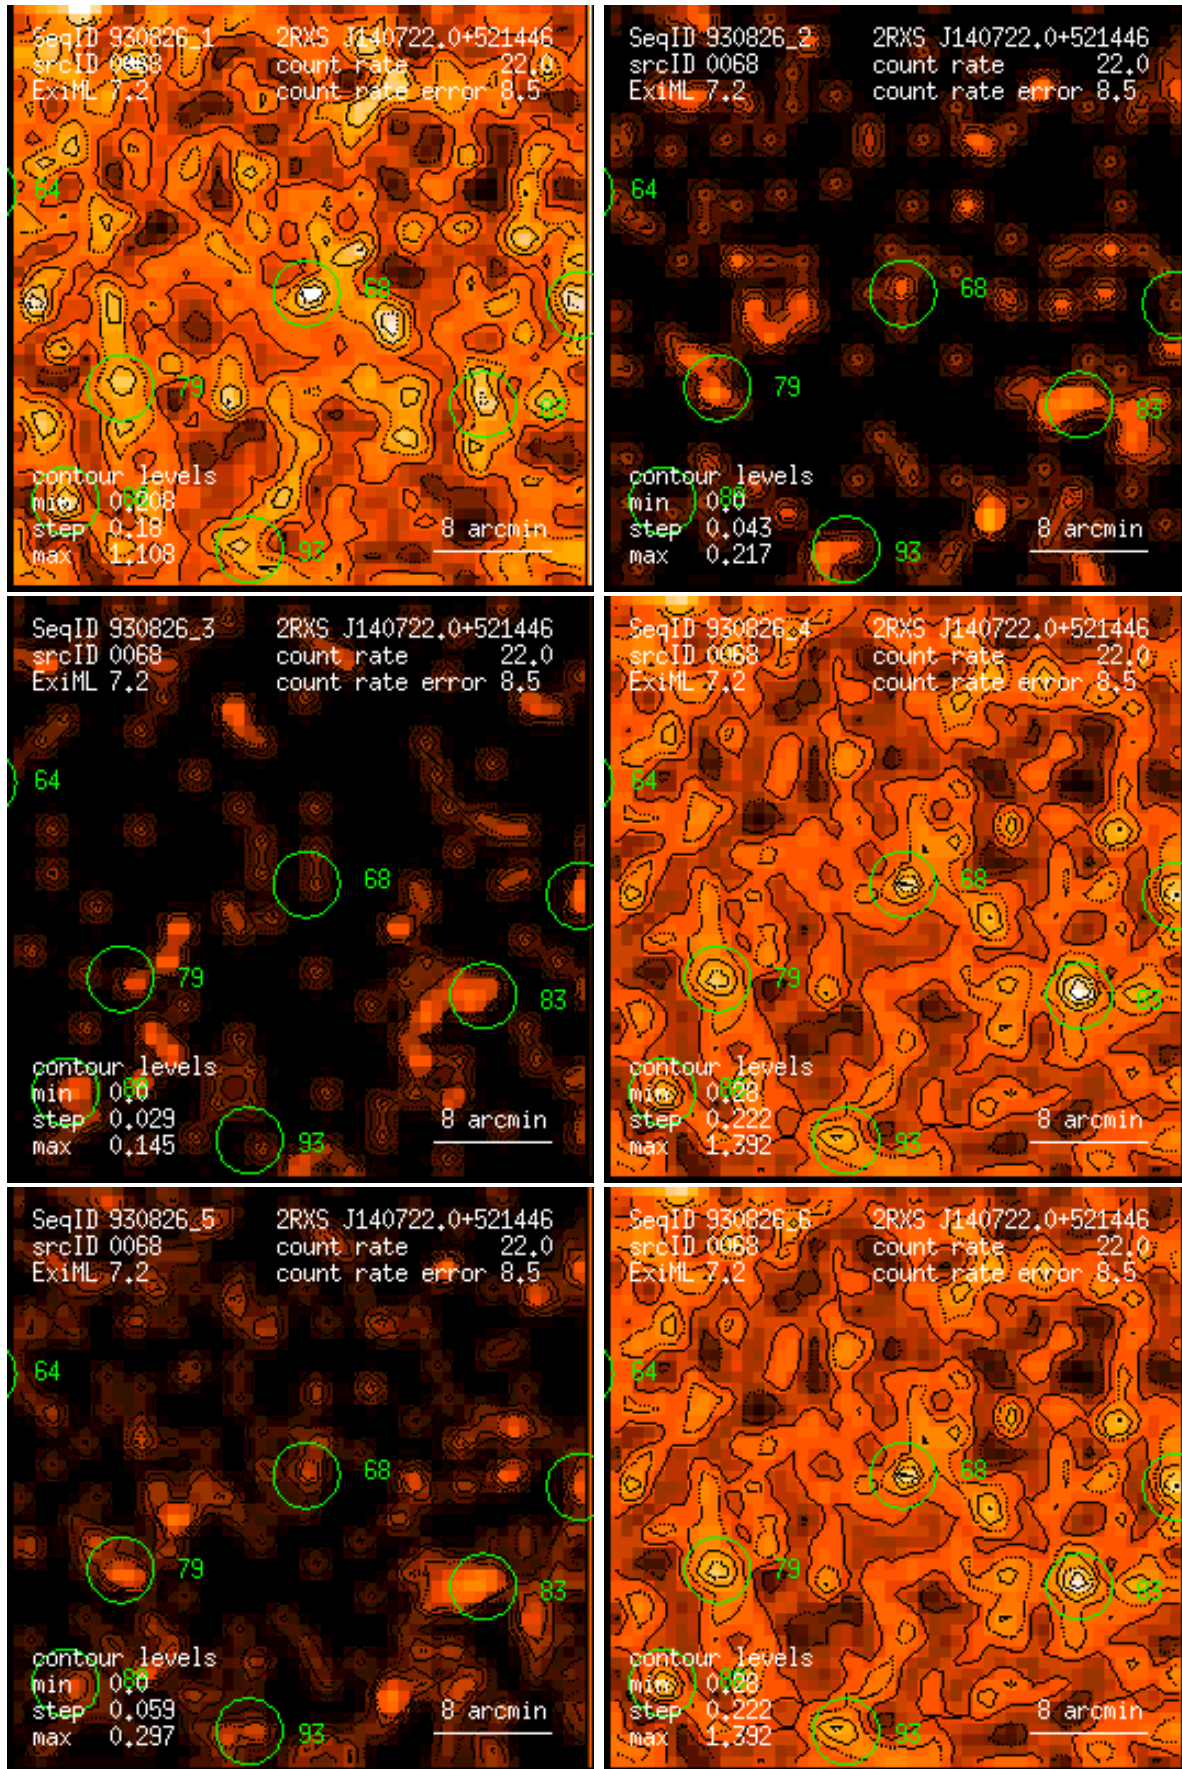 SeqID 930826_1 2RXS J140722.0+521446
srcID 0068 count rate 22.0
ExiML 7.2 count rate error 8.5
64
68
79
83
contour levels
min 0.208
step 0.18 8 arcmin
max 1.108 93
SeqID 930826_2 2RXS J140722.0+521446
srcID 0068 count rate 22.0
ExiML 7.2 count rate error 8.5
64
68
79
83
contour levels
min 0.0
step 0.043 8 arcmin
max 0.217 93
SeqID 930826_3 2RXS J140722.0+521446
srcID 0068 count rate 22.0
ExiML 7.2 count rate error 8.5
64
68
79
83
contour levels
min 0.0
step 0.029 8 arcmin
max 0.145 93
SeqID 930826_4 2RXS J140722.0+521446
srcID 0068 count rate 22.0
ExiML 7.2 count rate error 8.5
64
68
79
83
contour levels
min 0.28
step 0.222 8 arcmin
max 1.392 93
SeqID 930826_5 2RXS J140722.0+521446
srcID 0068 count rate 22.0
ExiML 7.2 count rate error 8.5
64
68
79
83
contour levels
min 0.0
step 0.059 8 arcmin
max 0.297 93
SeqID 930826_6 2RXS J140722.0+521446
srcID 0068 count rate 22.0
ExiML 7.2 count rate error 8.5
64
68
79
83
contour levels
min 0.28
step 0.222 8 arcmin
max 1.392 93